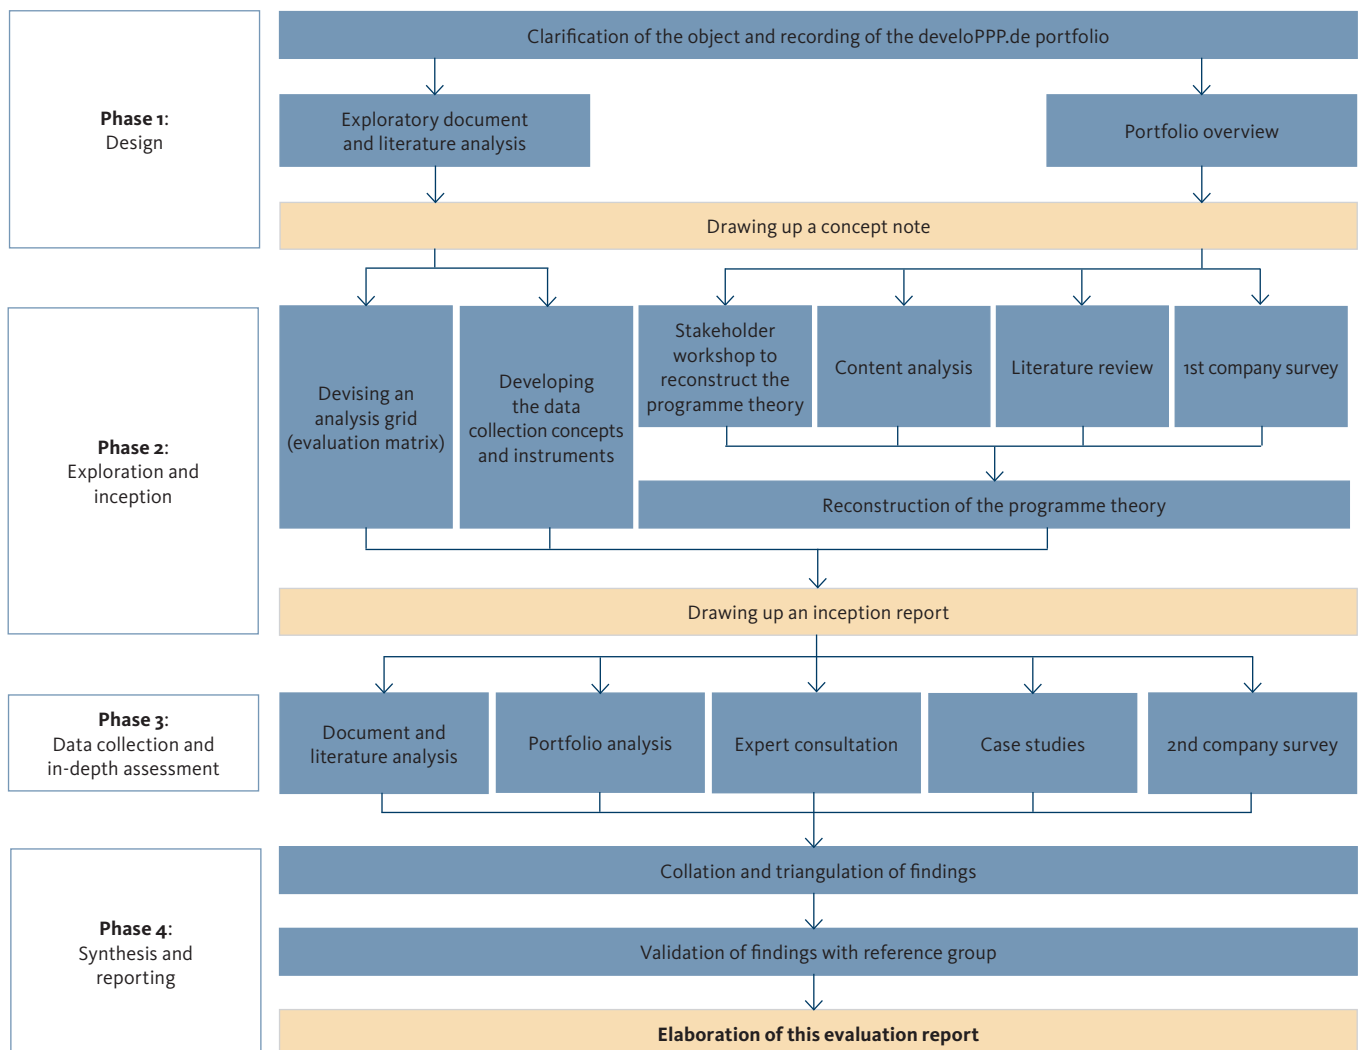 Phase 1:
Design
Clarification of the object and recording of the develoPPP.de portfolio
Exploratory document
and literature analysis
Portfolio overview
Drawing up a concept note
Phase 2:
Exploration and
inception
Devising an
analysis grid
(evaluation matrix)
Developing
the data
collection concepts
and instruments
Stakeholder
workshop to
reconstruct the
programme theory
Content analysis
Literature review
1st company survey
Reconstruction of the programme theory
Drawing up an inception report
Phase 3:
Data collection and
in-depth assessment
Document and
literature analysis
Portfolio analysis
Expert consultation
Case studies
2nd company survey
Phase 4:
Synthesis and
reporting
Collation and triangulation of findings
Validation of findings with reference group
Elaboration of this evaluation report